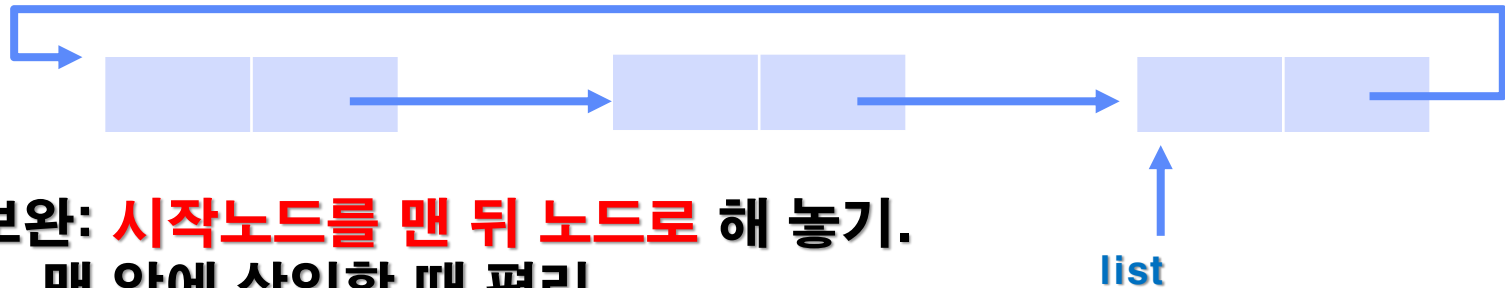 보완: 시작노드를 맨 뒤 노드로 해 놓기.
맨 앞에 삽입할 때 편리
list